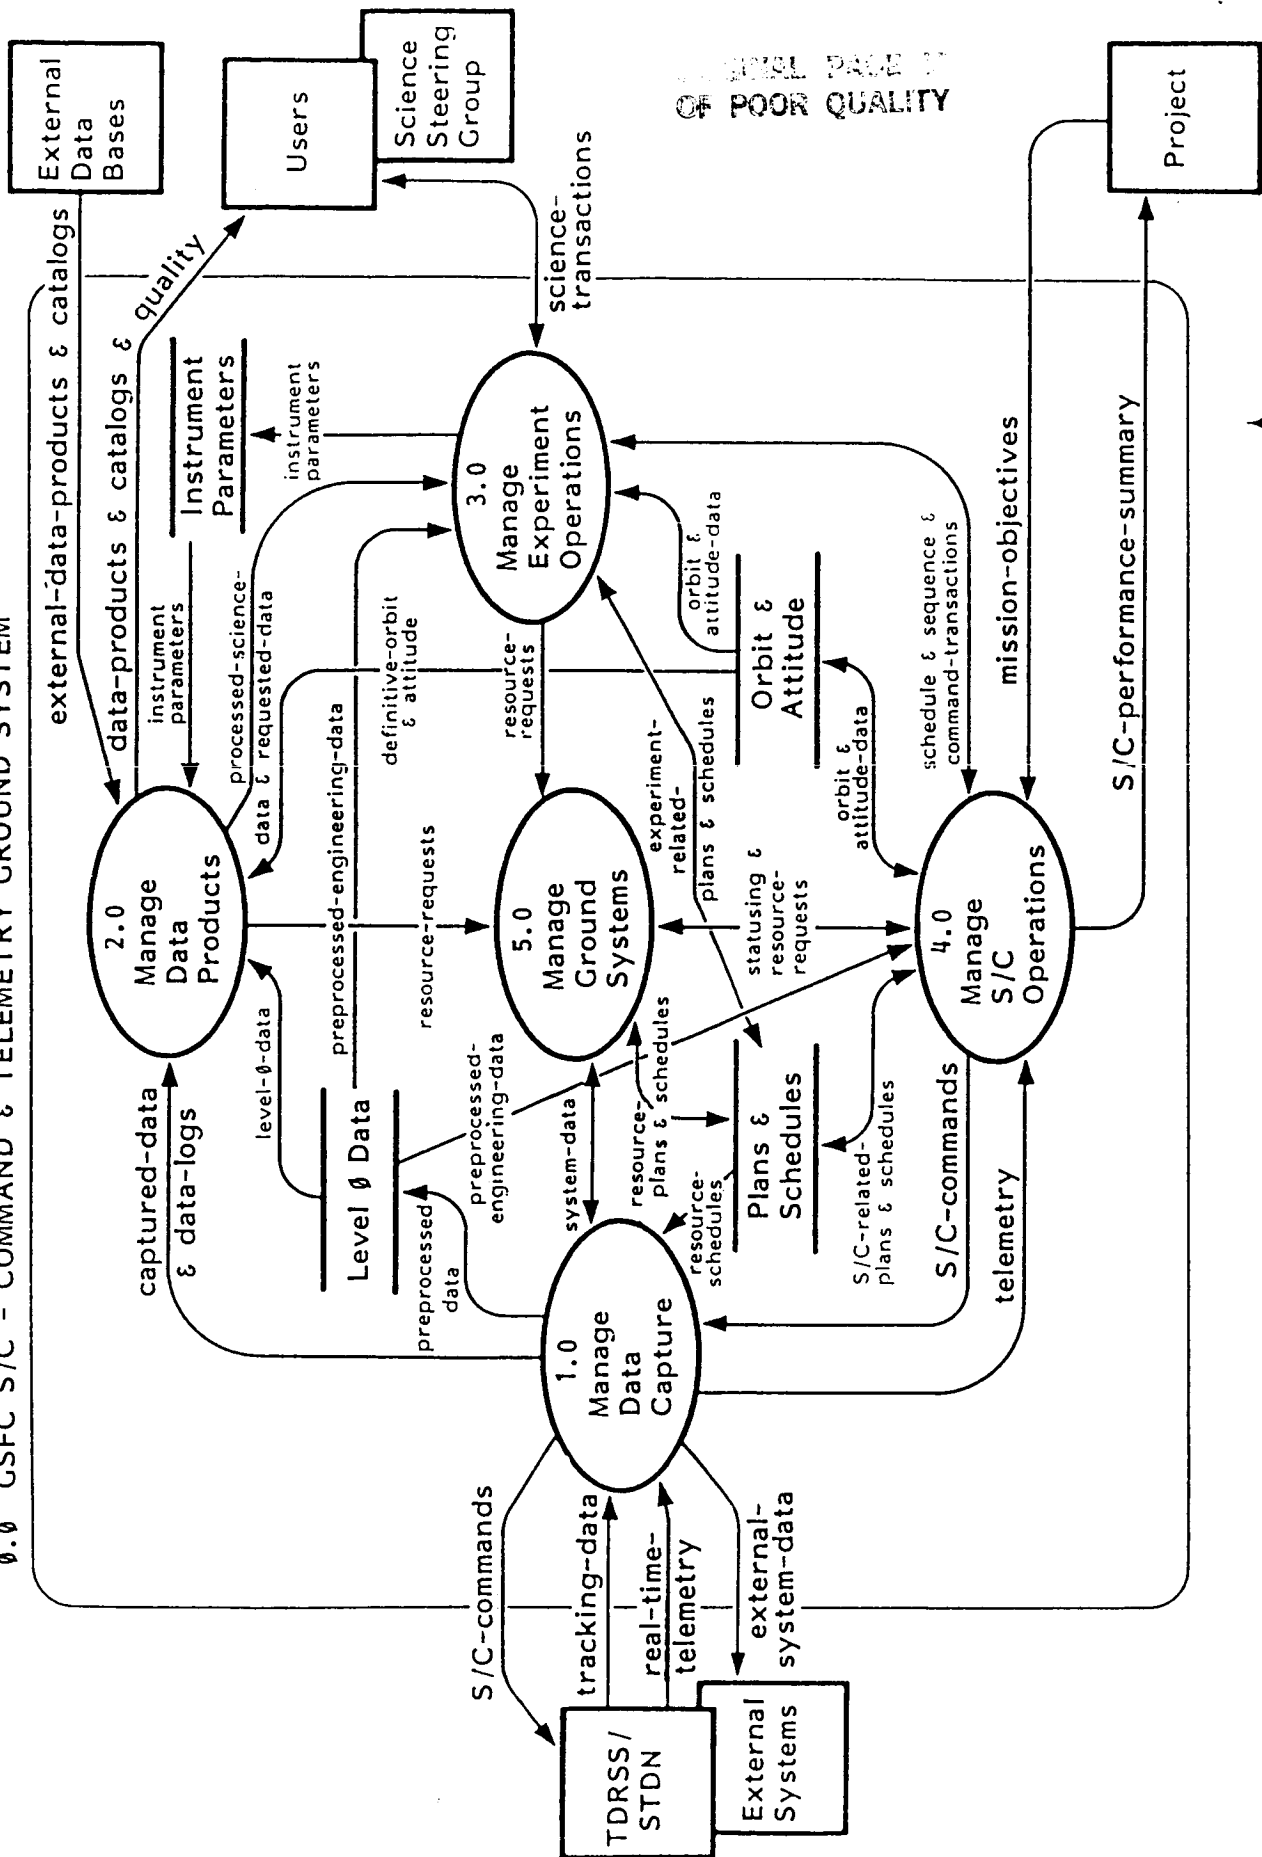 0.0 GSFC S/C - COMMAND & TELEMETRY GROUND SYSTEM
External
Data
Bases
Users
Science
Steering
Group
PAGE
OF POOR QUALITY
Project
external-data-products & catalogs
data-products & catalogs &
quality
science-
transactions
Instrument
Parameters
instrument
parameters
instrument
parameters
processed-science-
data & requested-data
preprocessed-engineering-data
definitive-orbit
& attitude
3.0
Manage
Experiment
Operations
resource-
requests
orbit &
attitude-data
Orbit &
Attitude
orbit &
attitude-data
schedule & sequence &
command-transactions
mission-objectives
S/C-performance-summary
2.0
Manage
Data
Products
resource-requests
5.0
Manage
Ground
Systems
experiment-
related-
plans & schedules
statusing &
resource-
requests
4.0
Manage
S/C
Operations
captured-data
& data-logs
level-0-data
Level 0 Data
preprocessed
data
preprocessed-
engineering-data
system-data
resource-
plans & schedules
resource-
schedules
Plans &
Schedules
S/C-related-
plans & schedules
S/C-commands
telemetry
1.0
Manage
Data
Capture
S/C-commands
tracking-data
real-time-
telemetry
external-
system-data
TDRSS/
STDN
External
Systems